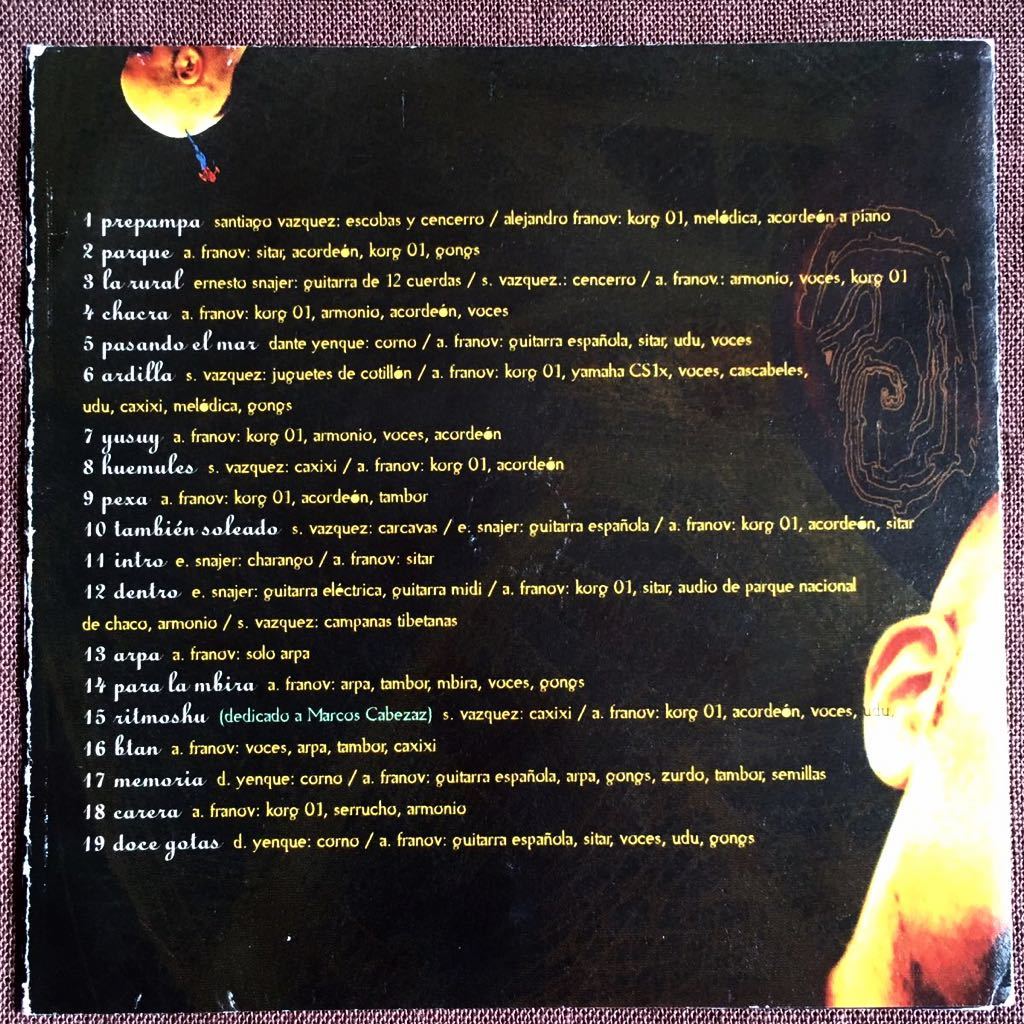 1 prepampa santiago vazquez: escobas y cencerro / alejandro franov: korg 01, melódica, acordeón a piano
2 parque a. franov: sitar, acordeón, korg 01, gongs
3 la rural ernesto snajer: guitarra de 12 cuerdas / s. vazquez.: cencerro / a. franov.: armonio, voces, korg 01
4 chacra a. franov: korg 01, armonio, acordeón, voces
5 pasando el mar dante yenque: corno / a. franov: guitarra española, sitar, udu, voces
6 ardilla s. vazquez: juguetes de cotillón / a. franov: korg 01, yamaha CS1x, voces, cascabeles,
udu, caxixi, melódica, gongs
7 yusuy a. franov: korg 01, armonio, voces, acordeón
8 huemules s. vazquez: caxixi / a. franov: korg 01, acordeón
9 pexa a. franov: korg 01, acordeón, tambor
10 también soleado s. vazquez: carcavas / e. snajer: guitarra española / a. franov: korg 01, acordeón, sitar
11 intro e. snajer: charango / a. franov: sitar
12 dentro e. snajer: guitarra eléctrica, guitarra midi / a. franov: korg 01, sitar, audio de parque nacional
de chaco, armonio / s. vazquez: campanas tibetanas
13 arpa a. franov: solo arpa
14 para la mbira a. franov: arpa, tambor, mbira, voces, gongs
15 ritmoshu (dedicado a Marcos Cabezaz) s. vazquez: caxixi / a. franov: korg 01, acordeón, voces, udu,
16 btan a. franov: voces, arpa, tambor, caxixi
17 memoria d. yenque: corno / a. franov: guitarra española, arpa, gongs, zurdo, tambor, semillas
18 carera a. franov: korg 01, serrucho, armonio
19 doce gotas d. yenque: corno / a. franov: guitarra española, sitar, voces, udu, gongs